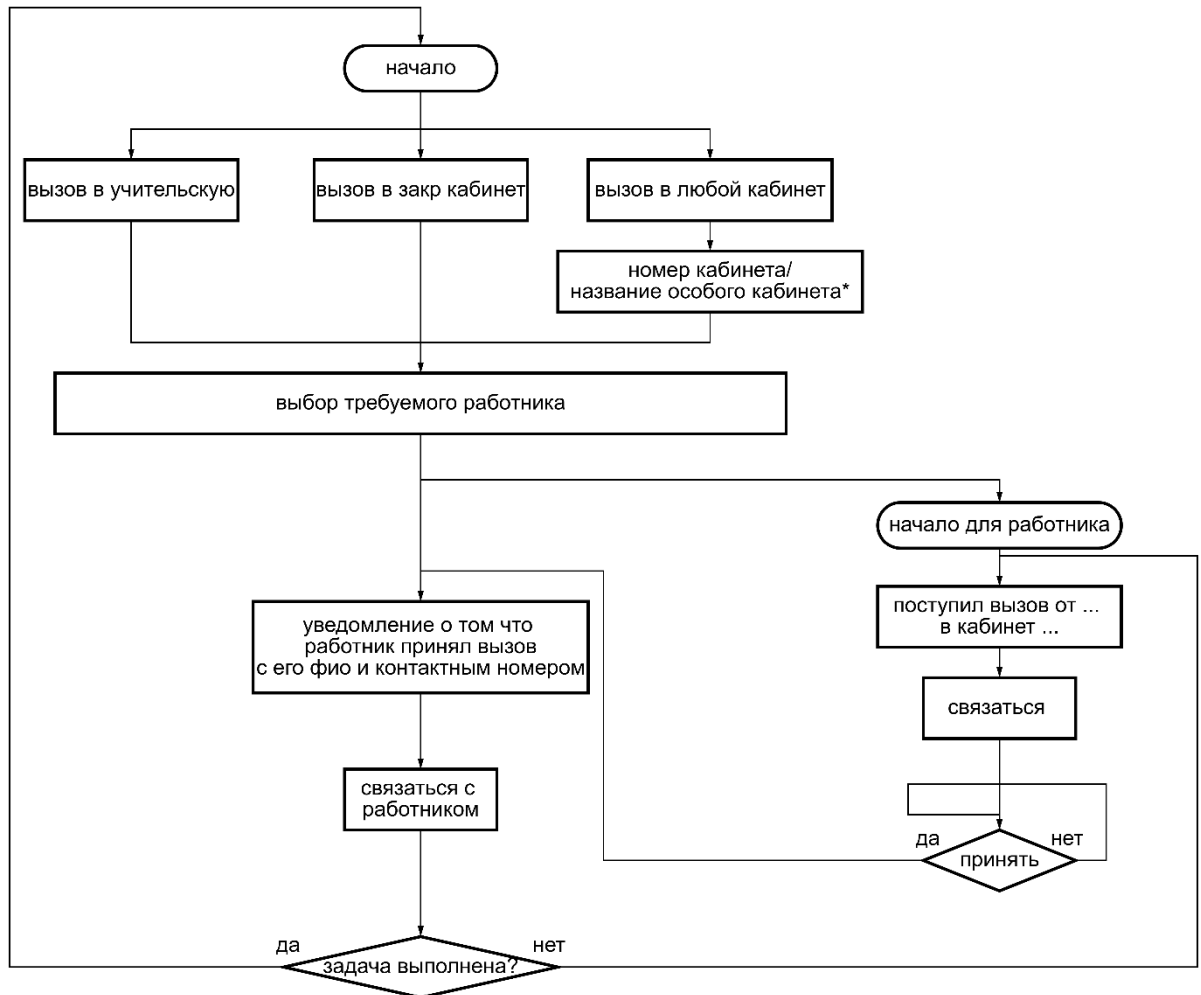 начало
вызов в учительскую
вызов в закр кабинет
вызов в любой кабинет
номер кабинета/
название особого кабинета*
выбор требуемого работника
начало для работника
поступил вызов от ...
в кабинет ...
уведомление о том что
работник принял вызов
с его фио и контактным номером
связаться
связаться с
работником
да
принять
нет
да
задача выполнена?
нет